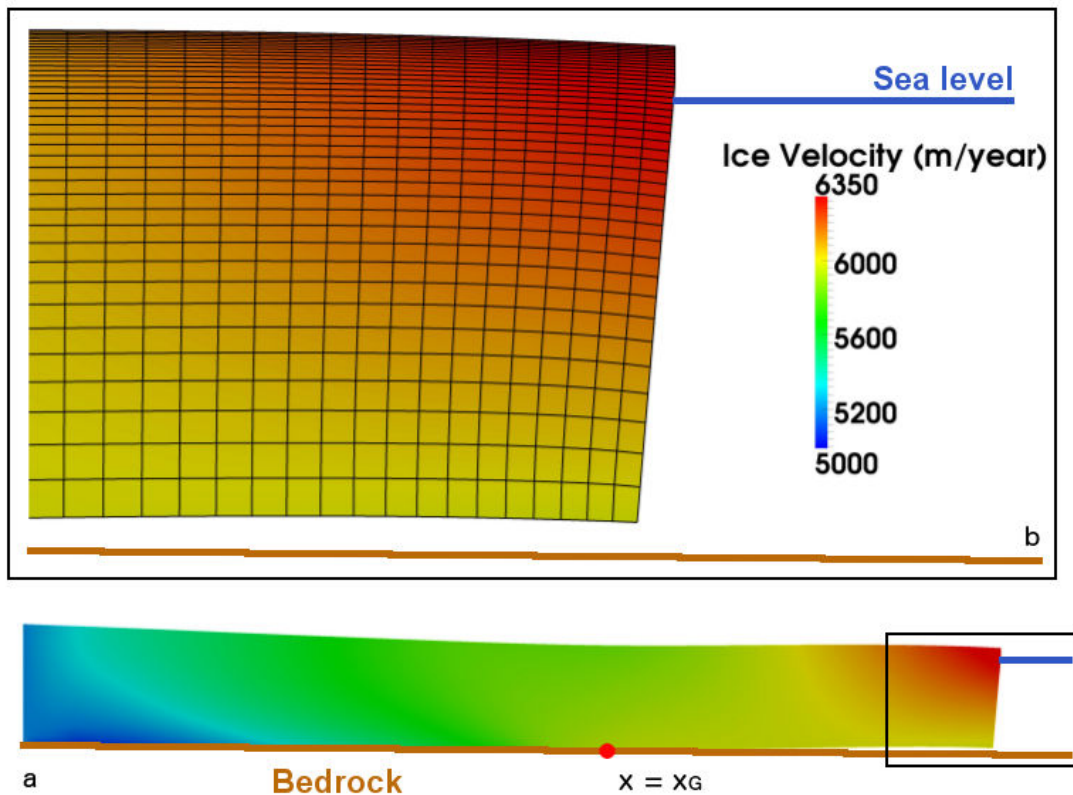 Sea level
Ice Velocity (m/year)
6350
6000
5600
5200
5000
b
a
Bedrock
x = xG